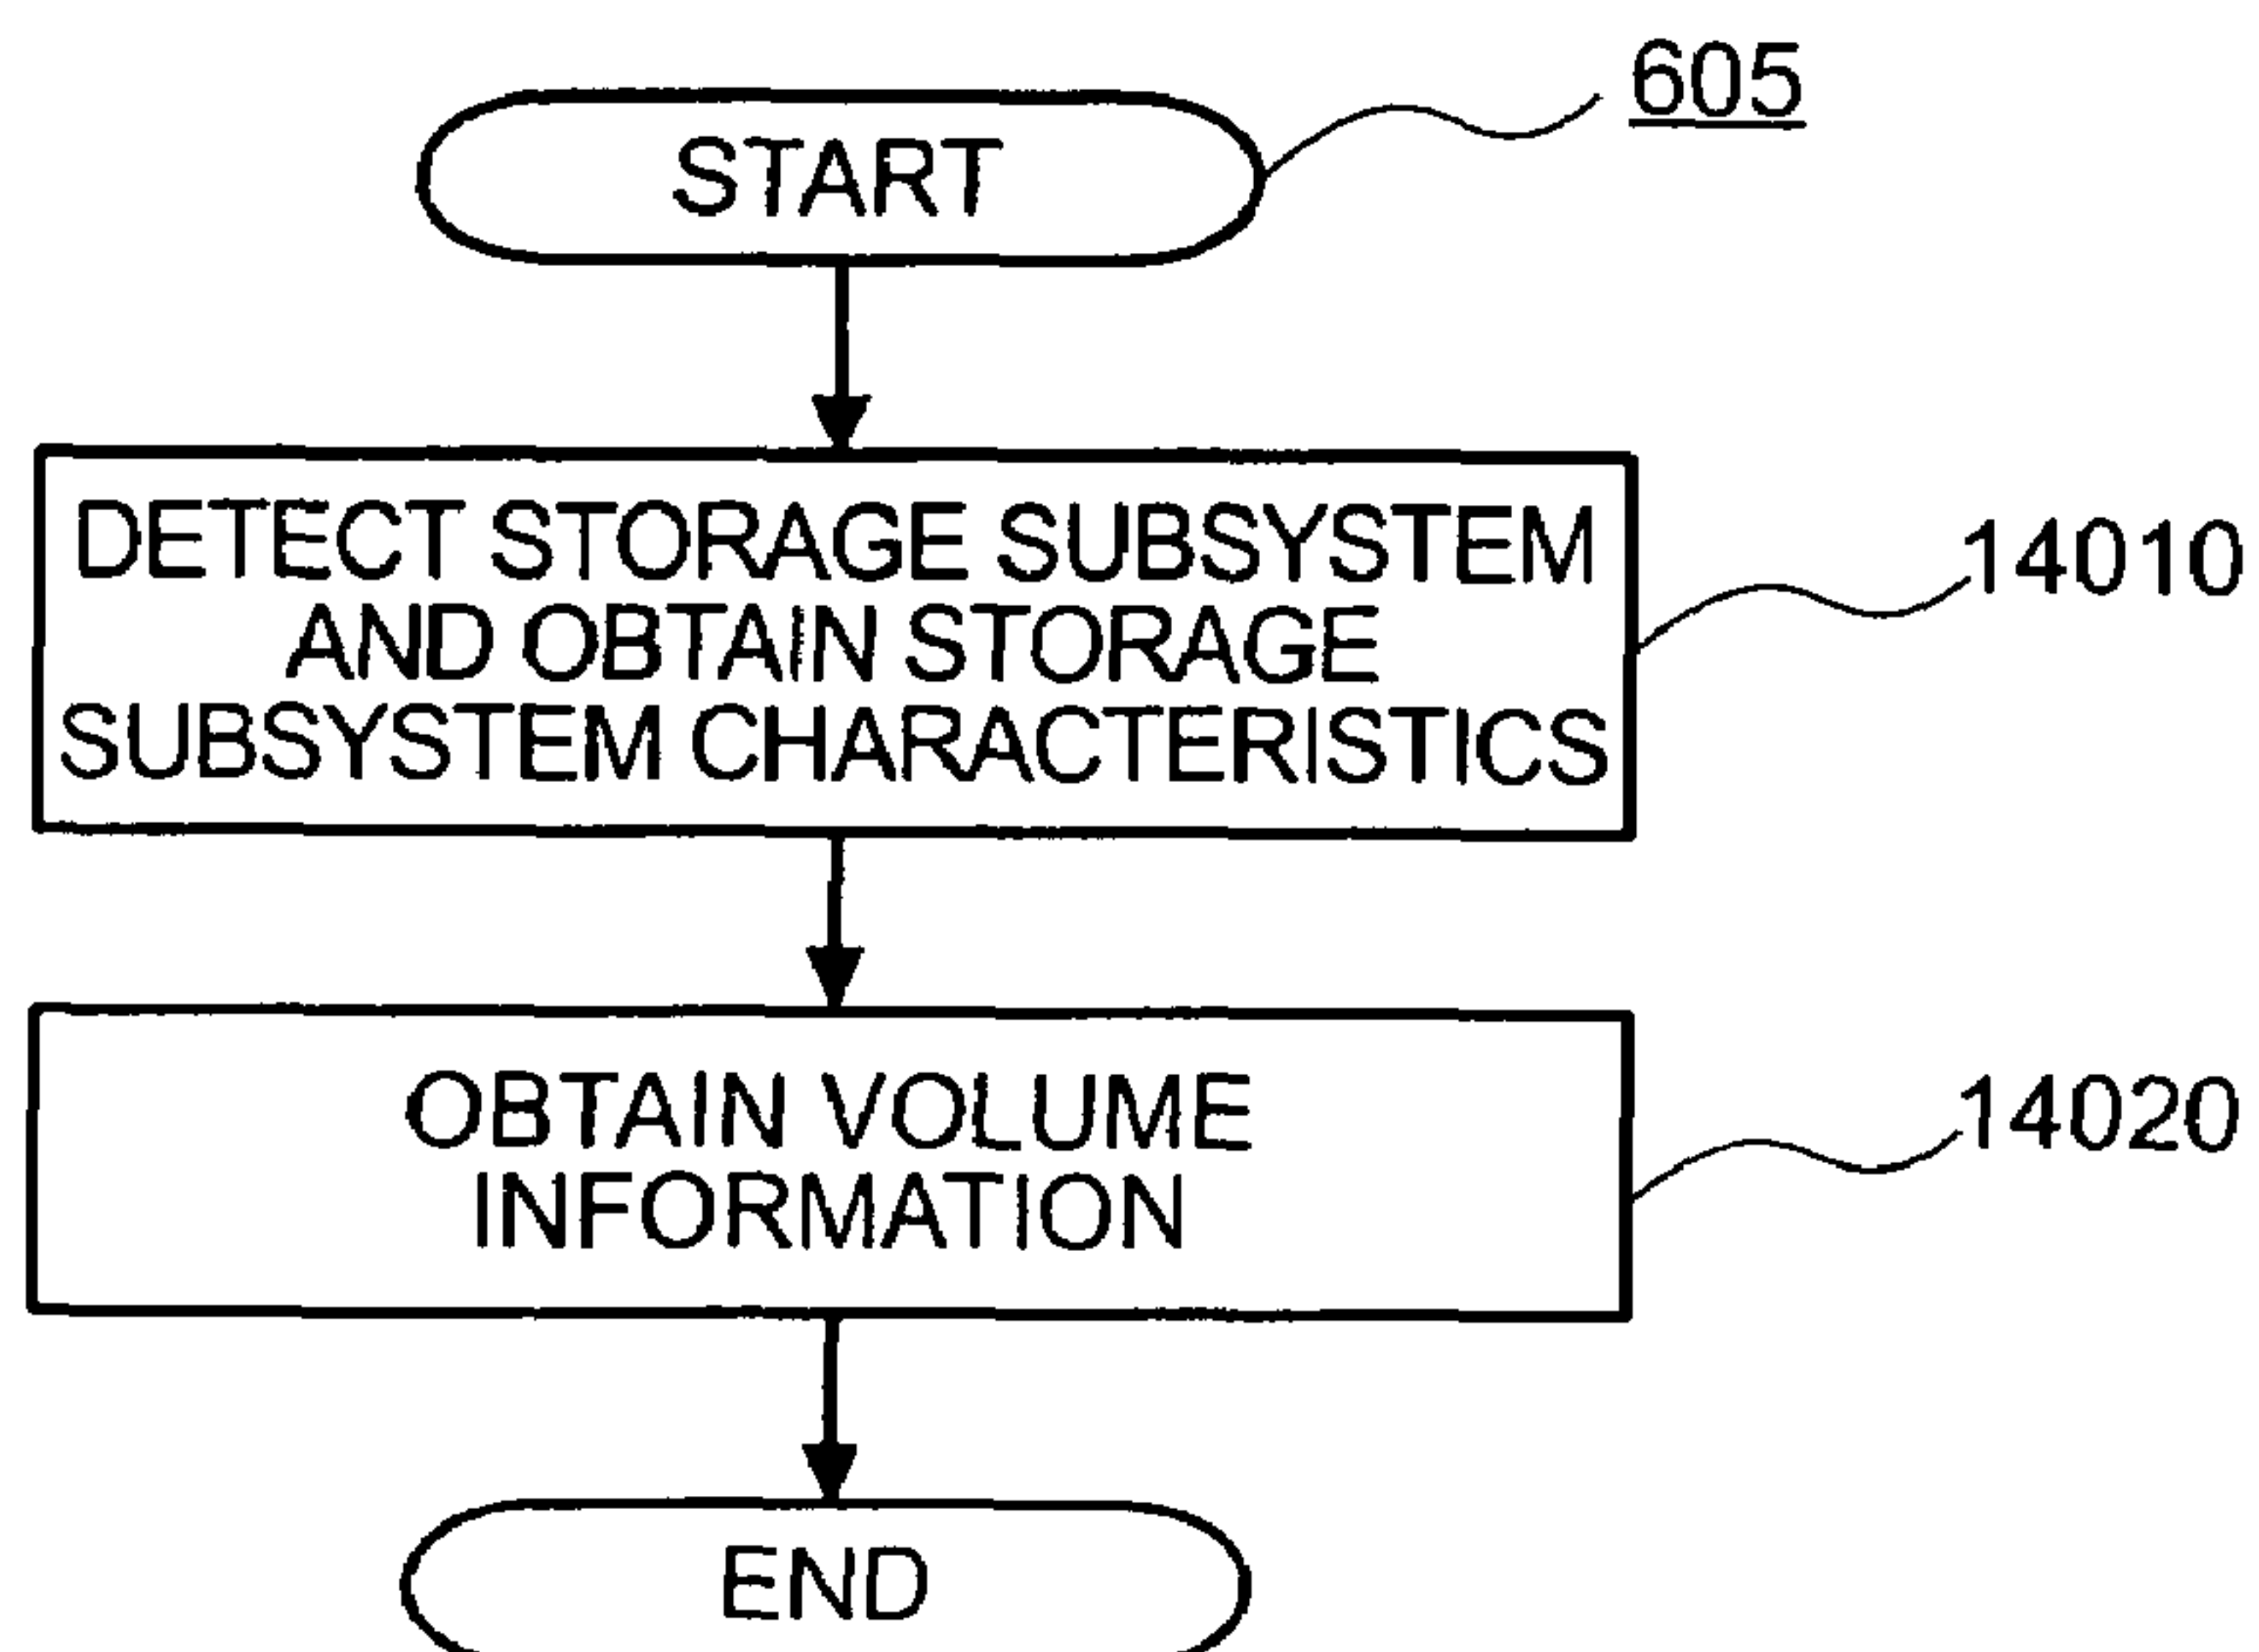 605
START
DETECT STORAGE SUBSYSTEM
AND OBTAIN STORAGE
SUBSYSTEM CHARACTERISTICS
14010
OBTAIN VOLUME
INFORMATION
14020
END